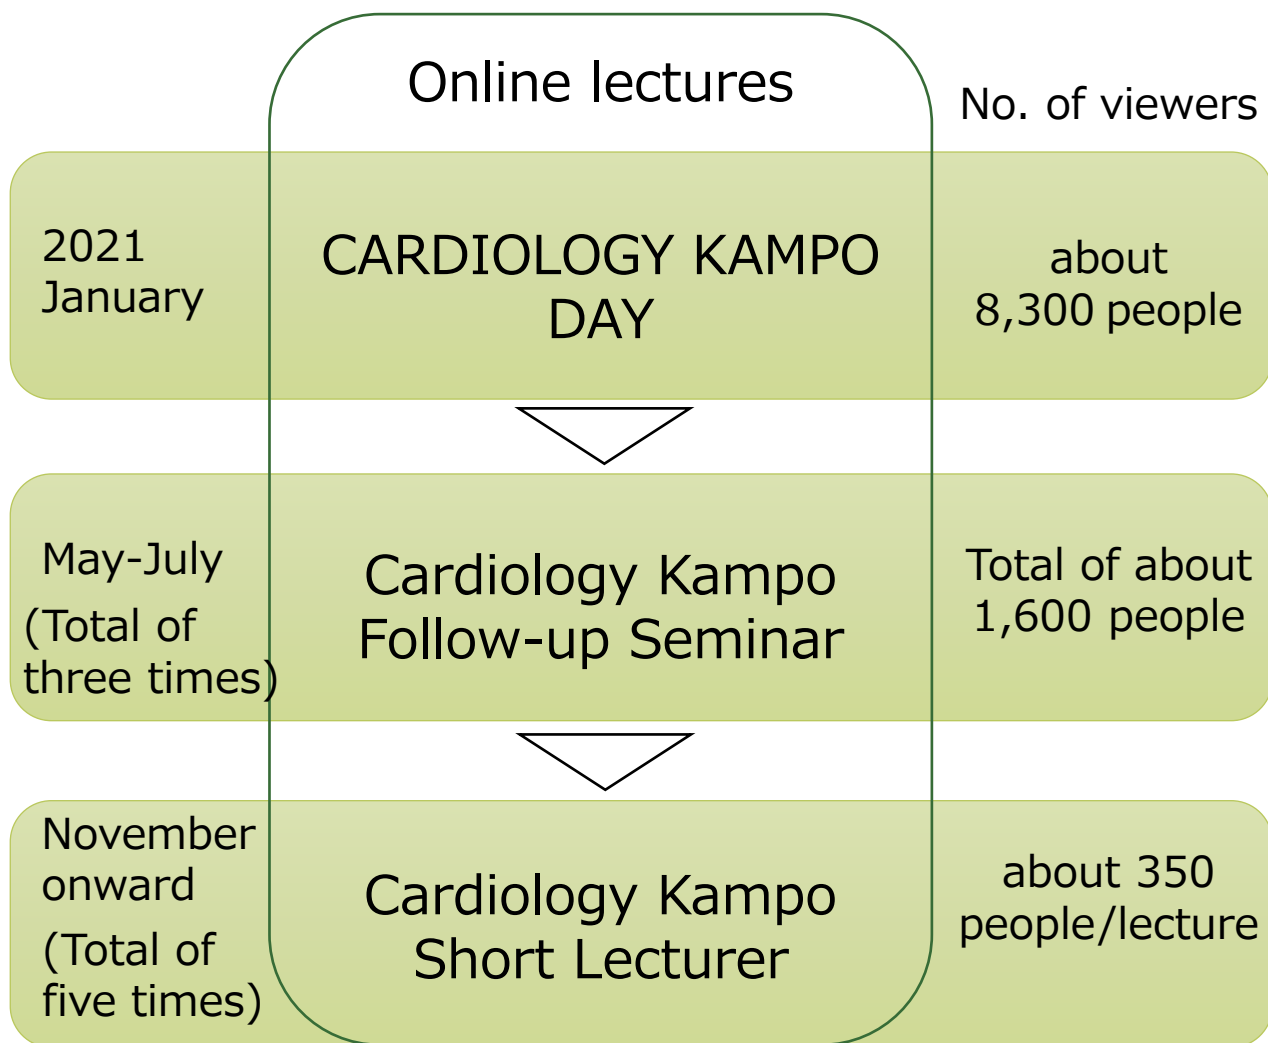 Online lectures
No. of viewers
2021
January
CARDIOLOGY KAMPO
DAY
about
8,300 people
May-July
(Total of
three times)
Cardiology Kampo
Follow-up Seminar
Total of about
1,600 people
November
onward
(Total of
five times)
Cardiology Kampo
Short Lecturer
about 350
people/lecture